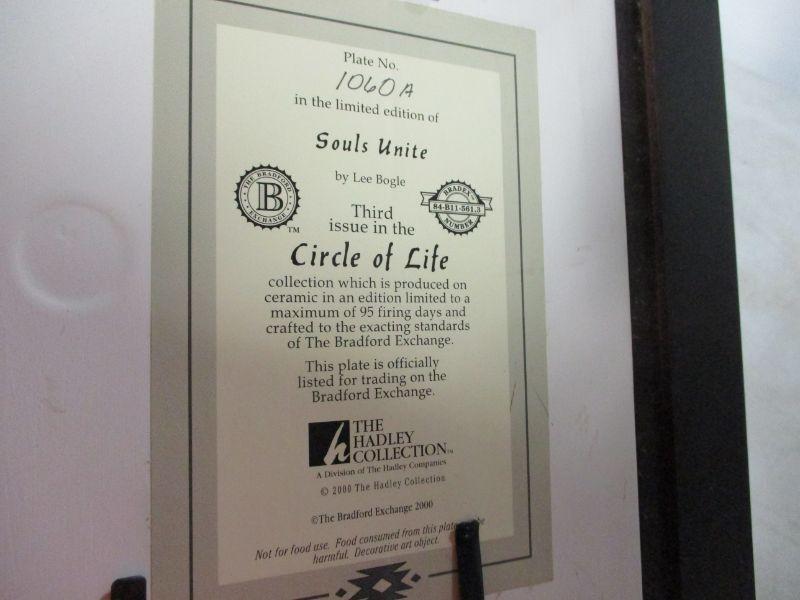 Plate No.
1060A
in the limited edition of
Souls Unite
by Lee Bogle
THE BRADFORD
B
EXCHANGE
TM
Third
issue in the
BRADEX
84-B11-561.3
NUMBER
Circle of Life
collection which is produced on
ceramic in an edition limited to a
maximum of 95 firing days and
crafted to the exacting standards
of The Bradford Exchange.
This plate is officially
listed for trading on the
Bradford Exchange.
h
THE
HADLEY
COLLECTION™
A Division of The Hadley Companies
© 2000 The Hadley Collection
©The Bradford Exchange 2000
Not for food use. Food consumed from this plate
harmful. Decorative art object.